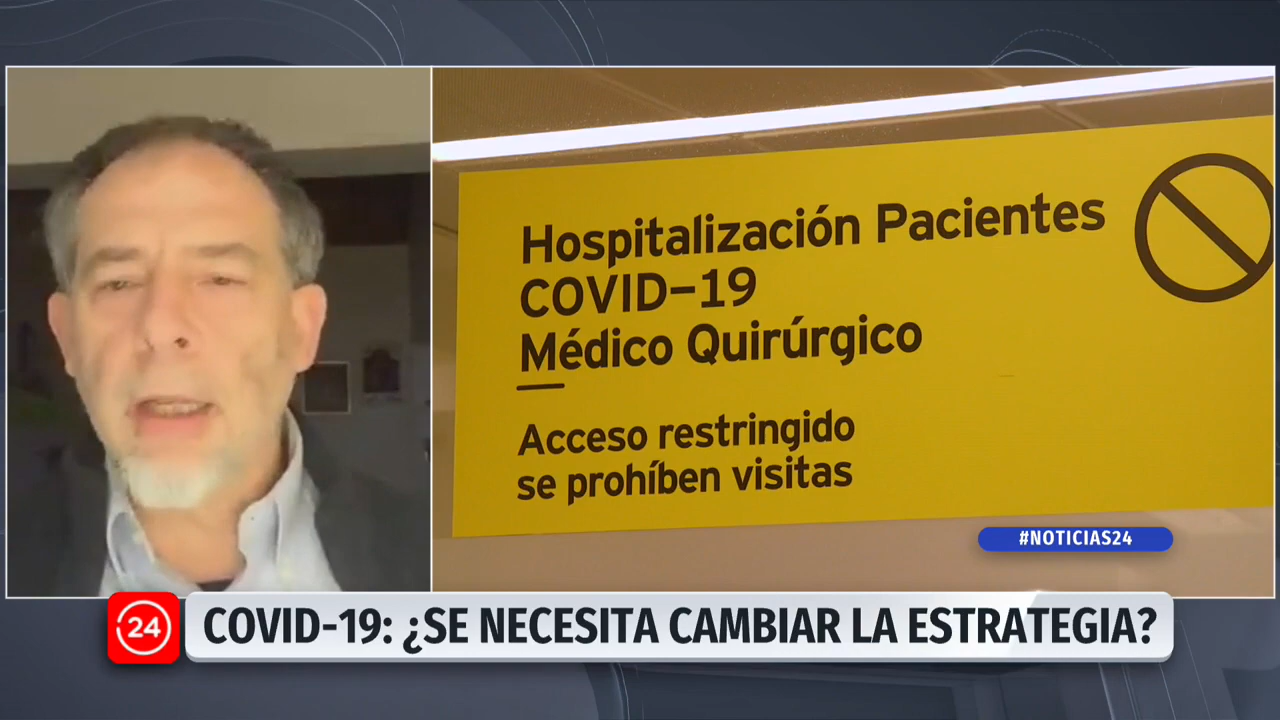 Hospitalización Pacientes
COVID-19
Médico Quirúrgico
Acceso restringido
se prohíben visitas
#NOTICIAS24
24
COVID-19: ¿SE NECESITA CAMBIAR LA ESTRATEGIA?